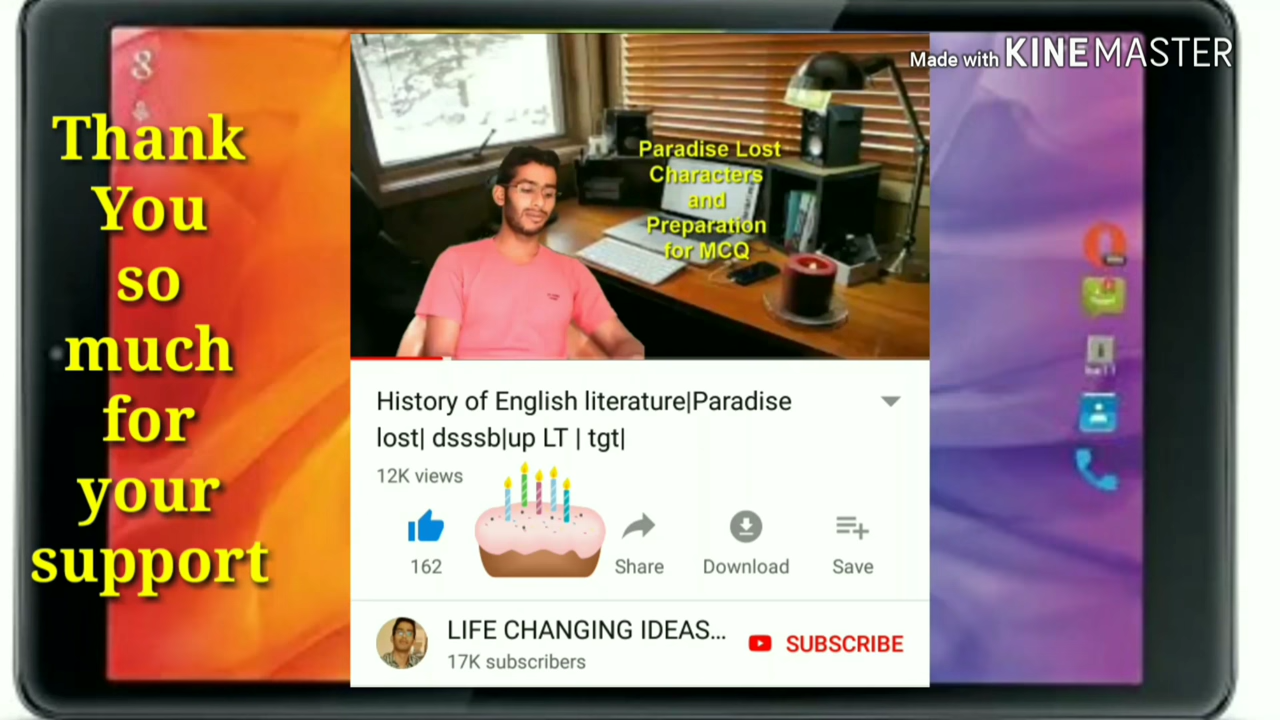 Thank
You
so
much
for
your
support
8
Made with KINEMASTER
Paradise Lost
Characters
and
Preparation
for MCQ
History of English literature|Paradise
lost| dsssb|up LT | tgt|
12K views
162
Share
Download
Save
LIFE CHANGING IDEAS...
17K subscribers
SUBSCRIBE